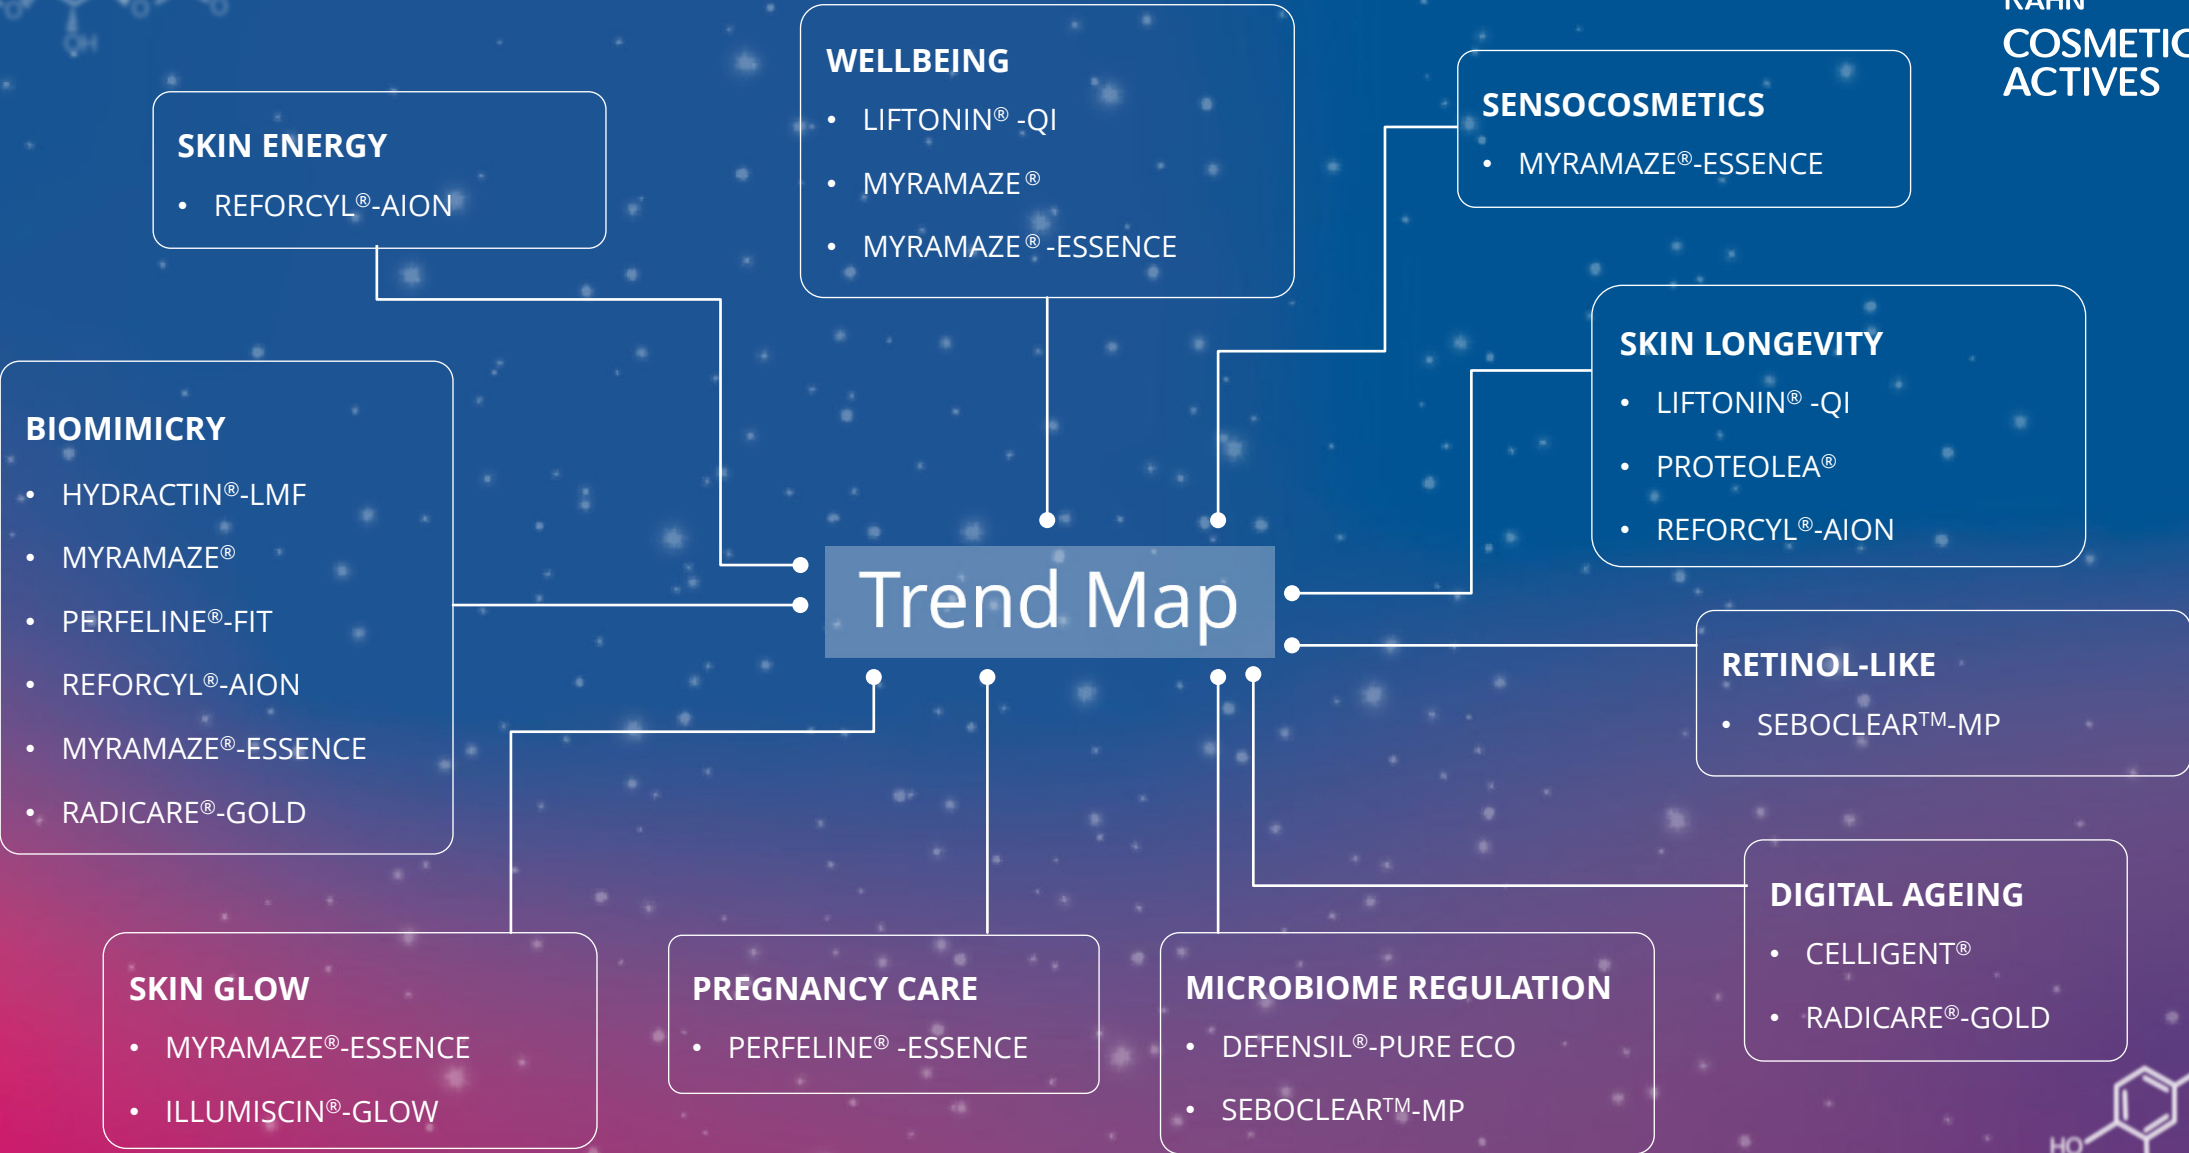 OH
RAHN
COSMETIC
ACTIVES
WELLBEING
• LIFTONIN® -QI
• MYRAMAZE®
• MYRAMAZE®-ESSENCE
SENSOCOSMETICS
• MYRAMAZE®-ESSENCE
SKIN ENERGY
• REFORCYL®-AION
SKIN LONGEVITY
• LIFTONIN® -QI
• PROTEOLEA®
• REFORCYL®-AION
BIOMIMICRY
• HYDRACTIN®-LMF
• MYRAMAZE®
• PERFELINE®-FIT
• REFORCYL®-AION
• MYRAMAZE®-ESSENCE
• RADICARE®-GOLD
Trend Map
RETINOL-LIKE
• SEBOCLEAR™-MP
DIGITAL AGEING
• CELLIGENT®
• RADICARE®-GOLD
SKIN GLOW
• MYRAMAZE®-ESSENCE
• ILLUMISCIN®-GLOW
PREGNANCY CARE
• PERFELINE® -ESSENCE
MICROBIOME REGULATION
• DEFENSIL®-PURE ECO
• SEBOCLEAR™-MP
HO